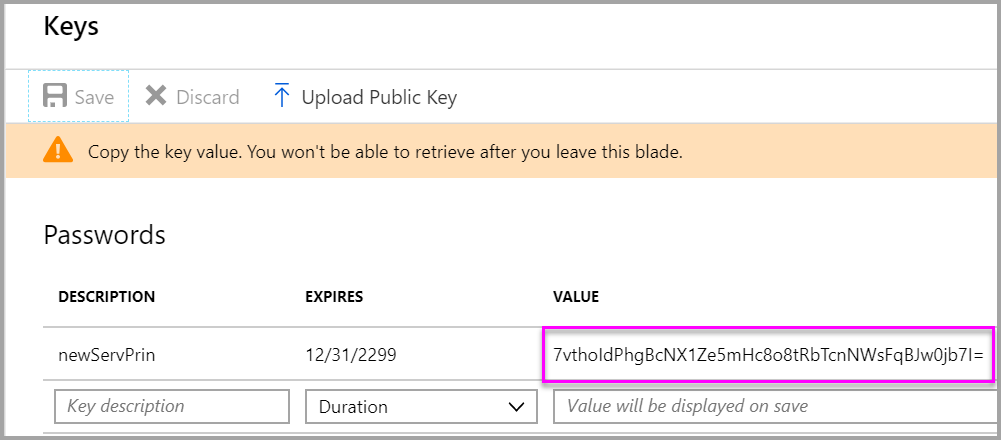 Keys
Save Discard Upload Public Key
Copy the key value. You won't be able to retrieve after you leave this blade.
Passwords
DESCRIPTION EXPIRES VALUE
newServPrin 12/31/2299 7vthoIdPhgBcNX1Ze5mHc8o8tRbTcnNWsFqBJw0jb7I=
Key description Duration Value will be displayed on save